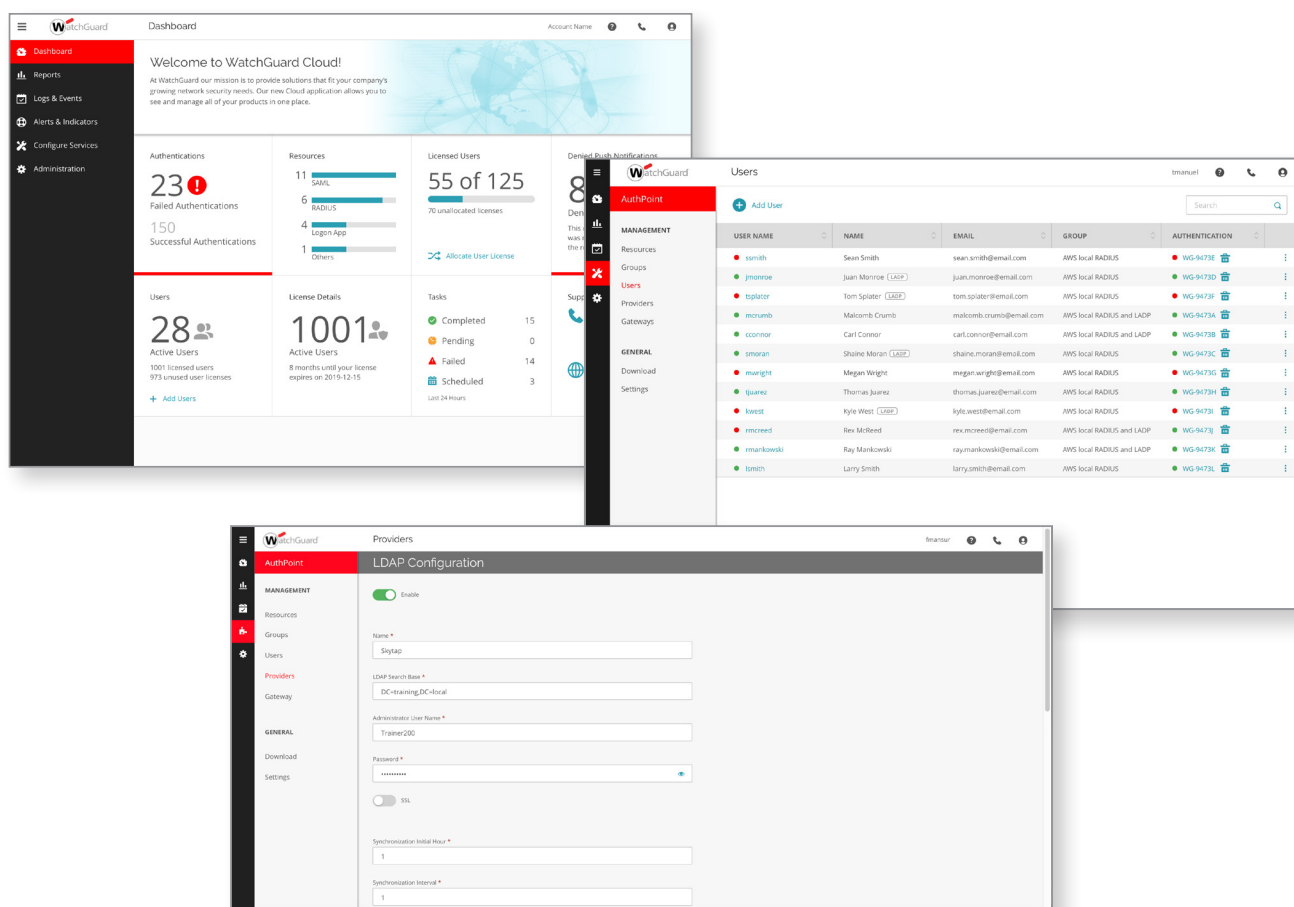 WatchGuard
Dashboard
Account Name
Dashboard
Reports
Logs & Events
Alerts & Indicators
Configure Services
Administration
Welcome to WatchGuard Cloud!
At WatchGuard our mission is to provide solutions that fit your company's
growing network security needs. Our new Cloud application allows you to
see and manage all of your products in one place.
Authentications
23
Failed Authentications
150
Successful Authentications
Resources
11
SAML
6
RADIUS
4
Logon App
1
Others
Licensed Users
55 of 125
70 unallocated licenses
Allocate User License
Denied Push Notifications
Users
28
Active Users
1001 licensed users
973 unused user licenses
+ Add Users
License Details
1001
Active Users
8 months until your license
expires on 2019-12-15
Tasks
Completed 15
Pending 0
Failed 14
Scheduled 3
Last 24 Hours
WatchGuard
Users
tmanuel
AuthPoint
MANAGEMENT
Resources
Groups
Users
Providers
Gateways
GENERAL
Download
Settings
Add User
Search
USER NAME NAME EMAIL GROUP AUTHENTICATION
ssmith Sean Smith sean.smith@email.com AWS local RADIUS WG-9473E
jmonroe Juan Monroe LADP juan.monroe@email.com AWS local RADIUS WG-9473D
tsplater Tom Splater LADP tom.splater@email.com AWS local RADIUS WG-9473F
mcrumb Malcomb Crumb malcomb.crumb@email.com AWS local RADIUS and LADP WG-9473A
cconnor Carl Connor carl.connor@email.com AWS local RADIUS and LADP WG-9473B
smoran Shaine Moran LADP shaine.moran@email.com AWS local RADIUS WG-9473C
mwright Megan Wright megan.wright@email.com AWS local RADIUS WG-9473G
tjuarez Thomas Juarez thomas.juarez@email.com AWS local RADIUS WG-9473H
kwest Kyle West LADP kyle.west@email.com AWS local RADIUS WG-9473I
rmcreed Rex McReed rex.mcreed@email.com AWS local RADIUS and LADP WG-9473J
rmankowski Ray Mankowski ray.mankowski@email.com AWS local RADIUS and LADP WG-9473K
lsmith Larry Smith larry.smith@email.com AWS local RADIUS WG-9473L
WatchGuard
Providers
fmansur
AuthPoint
MANAGEMENT
Resources
Groups
Users
Providers
Gateway
GENERAL
Download
Settings
LDAP Configuration
Enable
Name *
Skytap
LDAP Search Base *
DC=training,DC=local
Administrator User Name *
Trainer200
Password *
••••••••••
SSL
Synchronization Initial Hour *
1
Synchronization Interval *
1